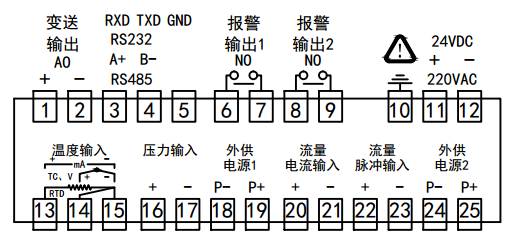 变送 RXD TXD GND 报警 报警 24VDC
输出 RS232 输出1 输出2 + −
AO A+ B− NO NO 220VAC
+ − RS485
1 2 3 4 5 6 7 8 9 10 11 12
温度输入 压力输入 外供 流量 流量 外供
+ mA − 电源1 电流输入 脉冲输入 电源2
TC、V + −
RTD + − P− P+ + − + − P− P+
13 14 15 16 17 18 19 20 21 22 23 24 25